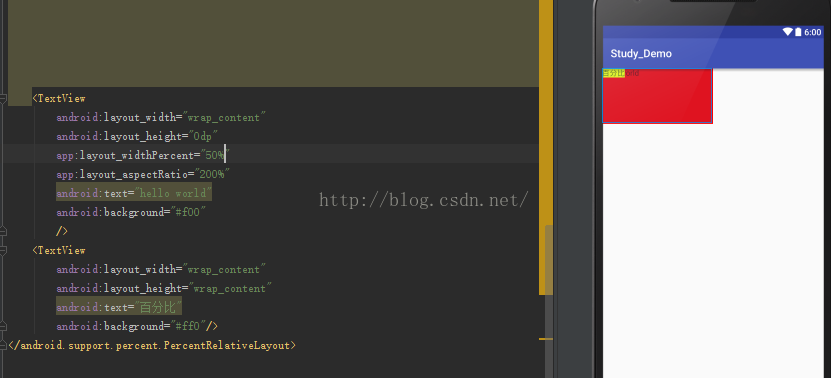 <TextView
android:layout_width="wrap_content"
android:layout_height="0dp"
app:layout_widthPercent="50%"
app:layout_aspectRatio="200%"
android:text="hello world"
android:background="#f00"
/>
<TextView
android:layout_width="wrap_content"
android:layout_height="wrap_content"
android:text="百分比"
android:background="#ff0"/>
</android.support.percent.PercentRelativeLayout>
http://blog.csdn.net/
6:00
Study_Demo
百分比